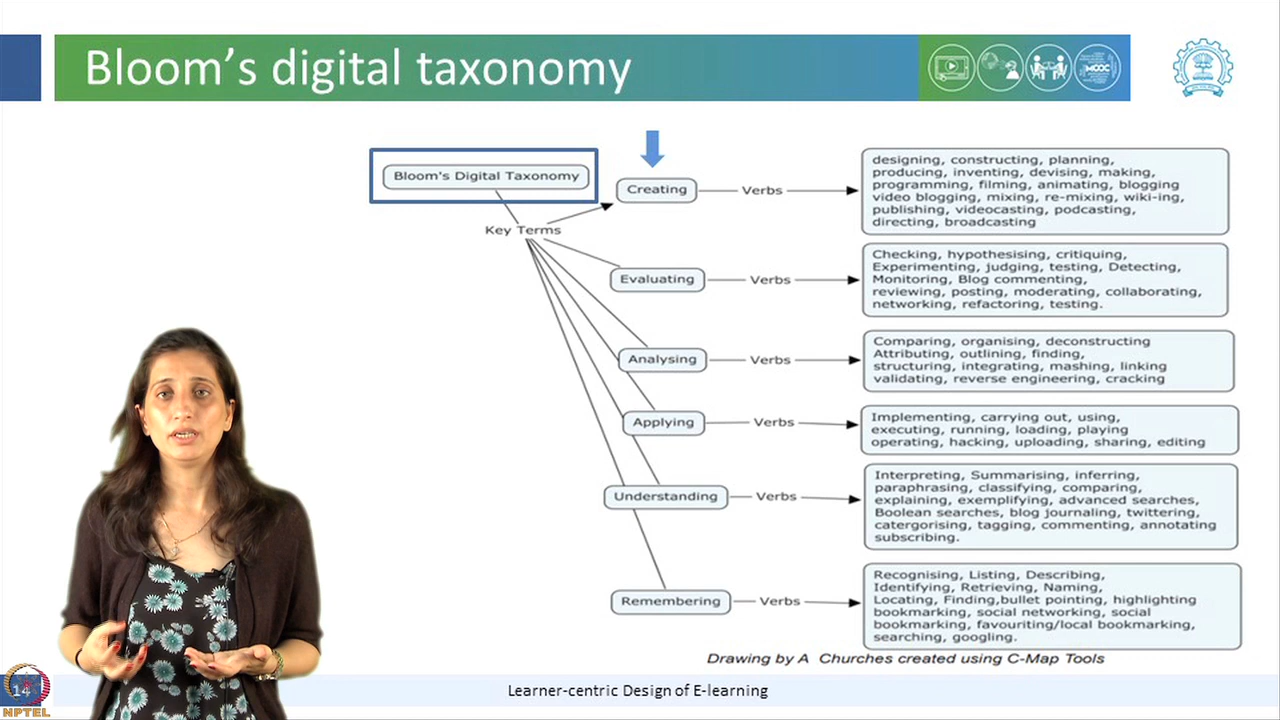 Bloom's digital taxonomy
MOOC
Bloom's Digital Taxonomy
Key Terms
Creating
Verbs
designing, constructing, planning,
producing, inventing, devising, making,
programming, filming, animating, blogging
video blogging, mixing, re-mixing, wiki-ing,
publishing, videocasting, podcasting,
directing, broadcasting
Evaluating
Verbs
Checking, hypothesising, critiquing,
Experimenting, judging, testing, Detecting,
Monitoring, Blog commenting,
reviewing, posting, moderating, collaborating,
networking, refactoring, testing.
Analysing
Verbs
Comparing, organising, deconstructing
Attributing, outlining, finding,
structuring, integrating, mashing, linking
validating, reverse engineering, cracking
Applying
Verbs
Implementing, carrying out, using,
executing, running, loading, playing
operating, hacking, uploading, sharing, editing
Understanding
Verbs
Interpreting, Summarising, inferring,
paraphrasing, classifying, comparing,
explaining, exemplifying, advanced searches,
Boolean searches, blog journaling, twittering,
catergorising, tagging, commenting, annotating
subscribing.
Remembering
Verbs
Recognising, Listing, Describing,
Identifying, Retrieving, Naming,
Locating, Finding,bullet pointing, highlighting
bookmarking, social networking, social
bookmarking, favouriting/local bookmarking,
searching, googling.
Drawing by A Churches created using C-Map Tools
14
NPTEL
Learner-centric Design of E-learning